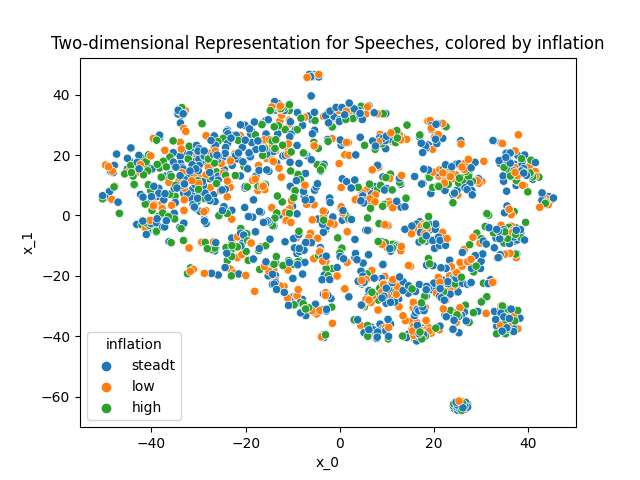 Two-dimensional Representation for Speeches, colored by inflation
x_1
40
20
0
−20
−40
−60
inflation
steadt
low
high
−40
−20
0
20
40
x_0